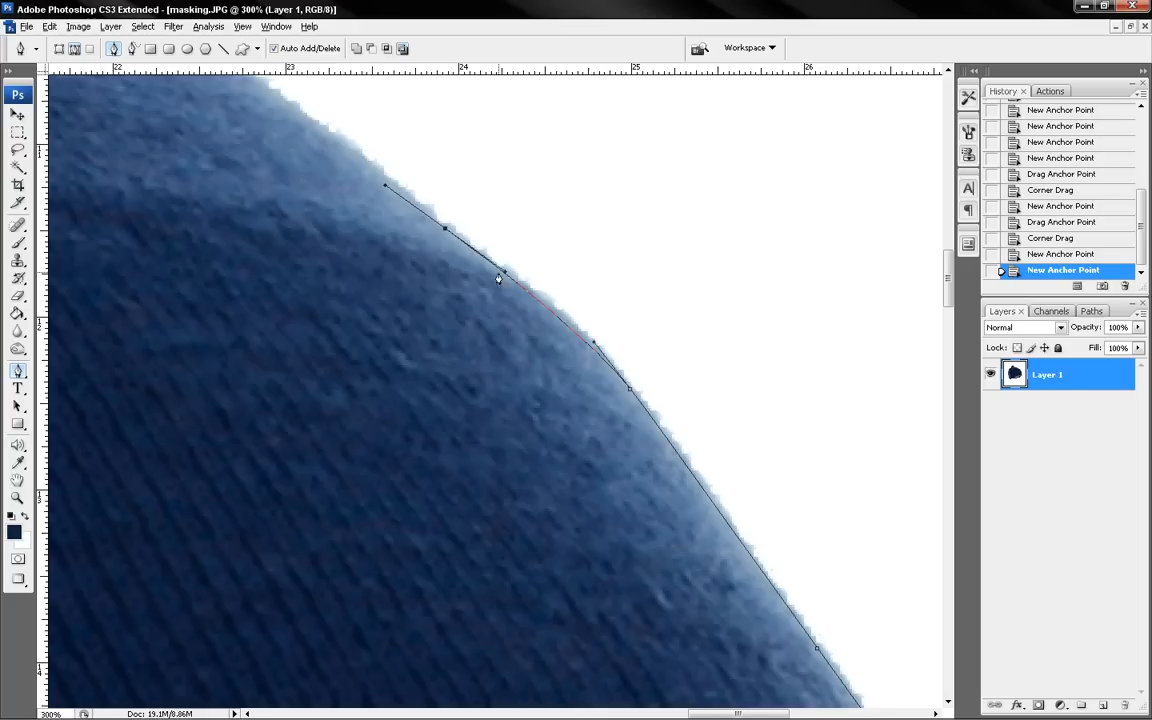 Adobe Photoshop CS3 Extended - [masking.JPG @ 300% (Layer 1, RGB/8)]
File Edit Image Layer Select Filter Analysis View Window Help
Auto Add/Delete Workspace
22 23 24 25 26
Ps
T
History × Actions
New Anchor Point
New Anchor Point
New Anchor Point
New Anchor Point
Drag Anchor Point
Corner Drag
New Anchor Point
Drag Anchor Point
Corner Drag
New Anchor Point
New Anchor Point
Layers × Channels Paths
Normal Opacity: 100%
Lock: Fill: 100%
Layer 1
300% Doc: 19.1M/8.86M